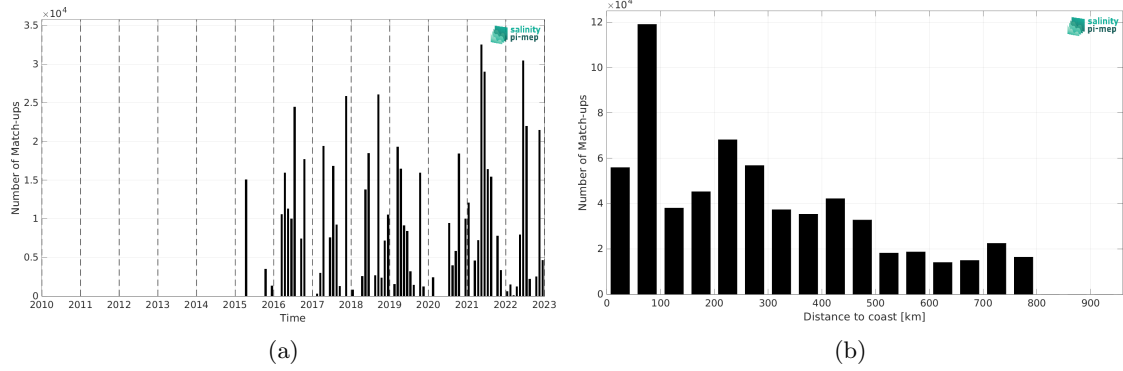 ×10⁴
3.5
3
2.5
2
1.5
1
0.5
0
Number of Match-ups
2010 2011 2012 2013 2014 2015 2016 2017 2018 2019 2020 2021 2022 2023
Time
salinity
pi-mep
(a)
×10⁴
12
10
8
6
4
2
0
Number of Match-ups
0 100 200 300 400 500 600 700 800 900
Distance to coast [km]
salinity
pi-mep
(b)